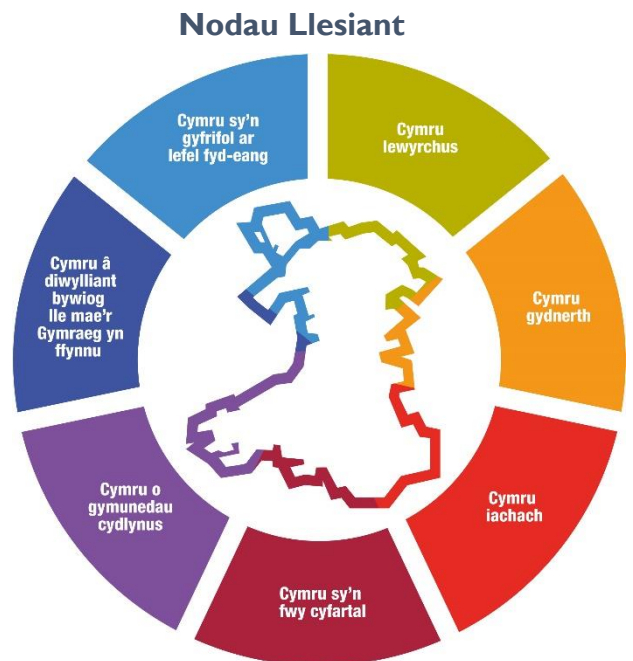 Nodau Llesiant
Cymru sy'n
gyfrifol ar
lefel fyd-eang
Cymru
lewyrchus
Cymru
gydnerth
Cymru
iachach
Cymru sy'n
fwy cyfartal
Cymru o
gymunedau
cydlynus
Cymru â
diwylliant
bywiog
lle mae'r
Gymraeg yn
ffynnu